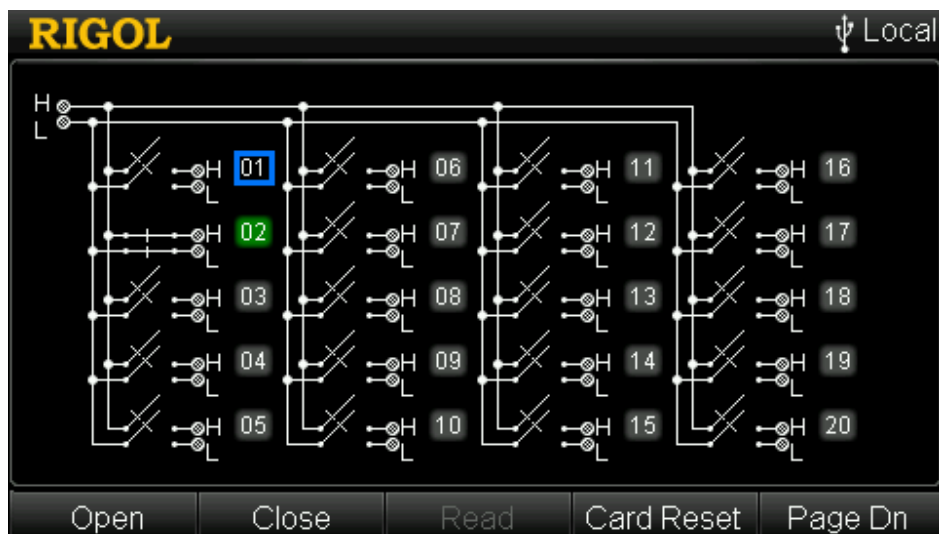 RIGOL Local
H
L
H 01 H 06 H 11 H 16
L L L L
H 02 H 07 H 12 H 17
L L L L
H 03 H 08 H 13 H 18
L L L L
H 04 H 09 H 14 H 19
L L L L
H 05 H 10 H 15 H 20
L L L L
Open Close Read Card Reset Page Dn